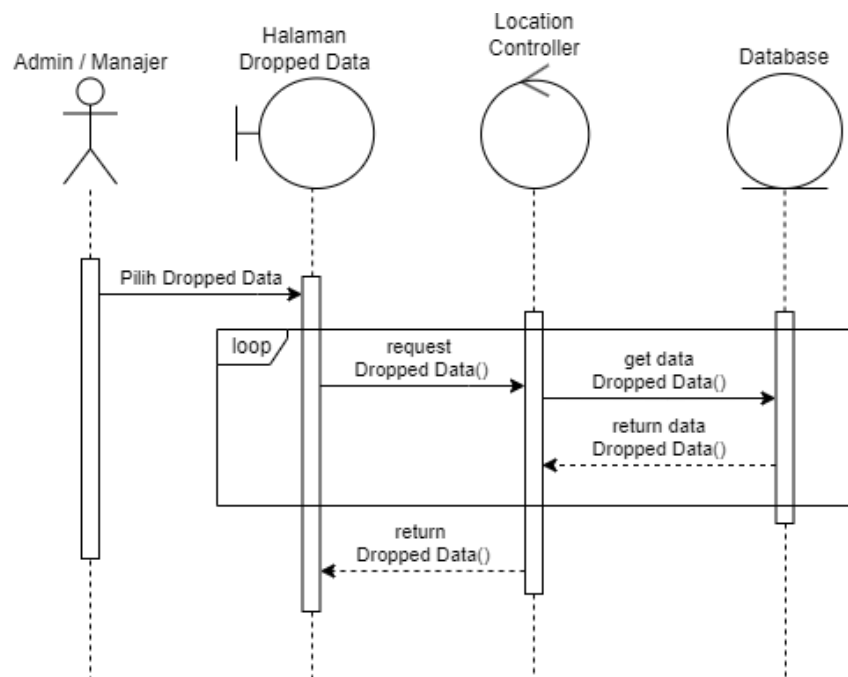 Admin / Manajer
Halaman
Dropped Data
Location
Controller
Database
Pilih Dropped Data
loop
request
Dropped Data()
get data
Dropped Data()
return data
Dropped Data()
return
Dropped Data()